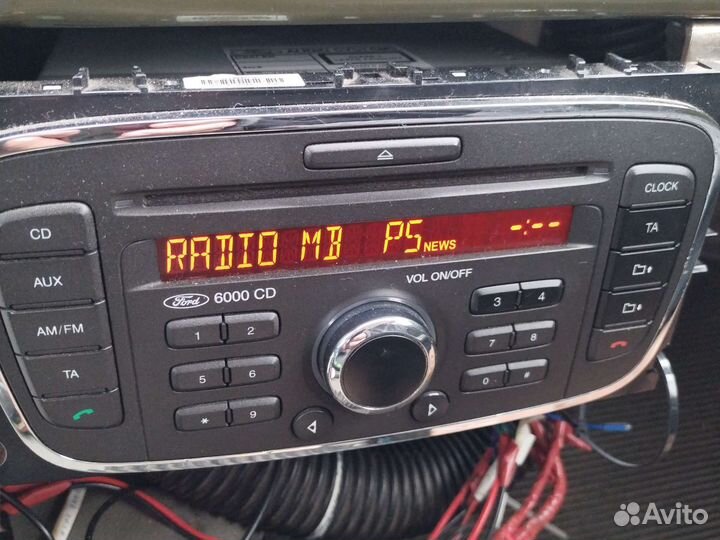 RADIO MB PS NEWS -:--
CD
AUX
AM/FM
TA
Ford 6000 CD
VOL ON/OFF
1 2
5 6
* 9
3 4
7 8
0 #
CLOCK
TA
Avito